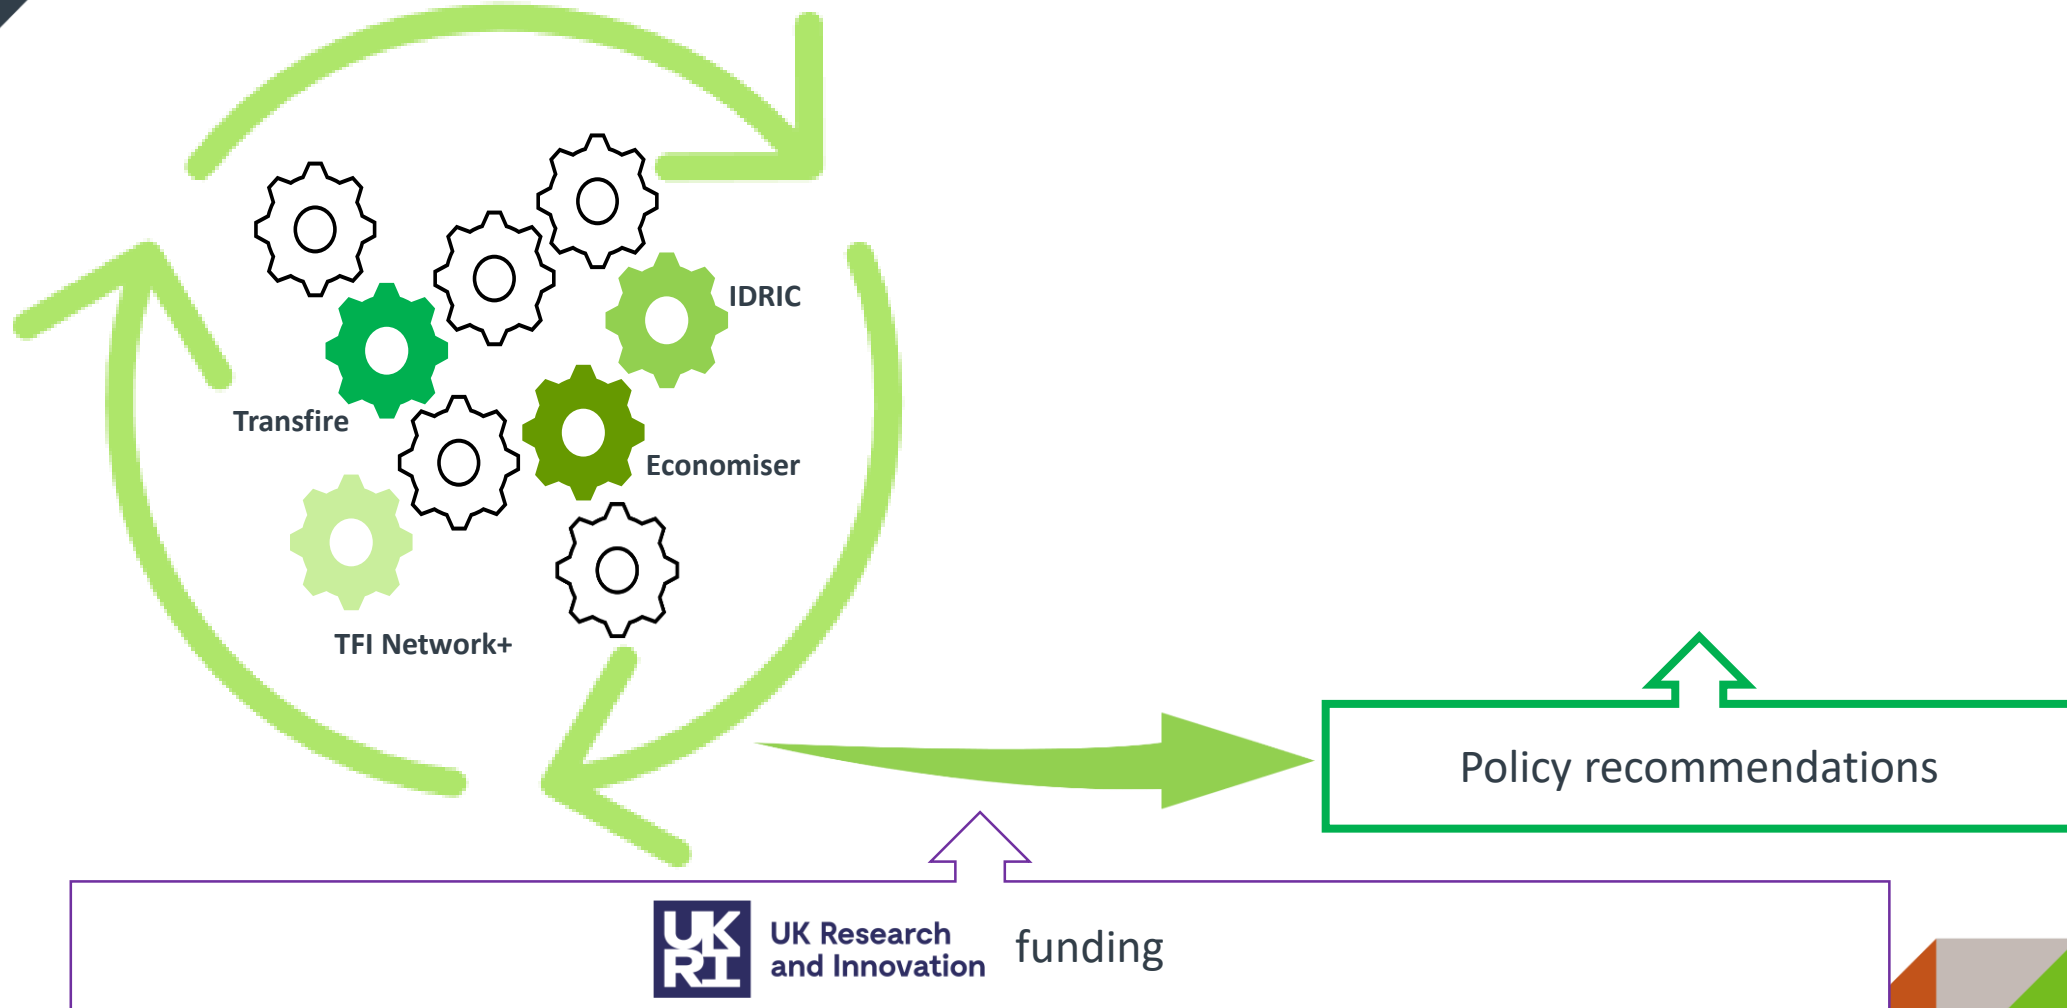 IDRIC
Transfire
Economiser
TFI Network+
Policy recommendations
UK
RI
UK Research
and Innovation
funding